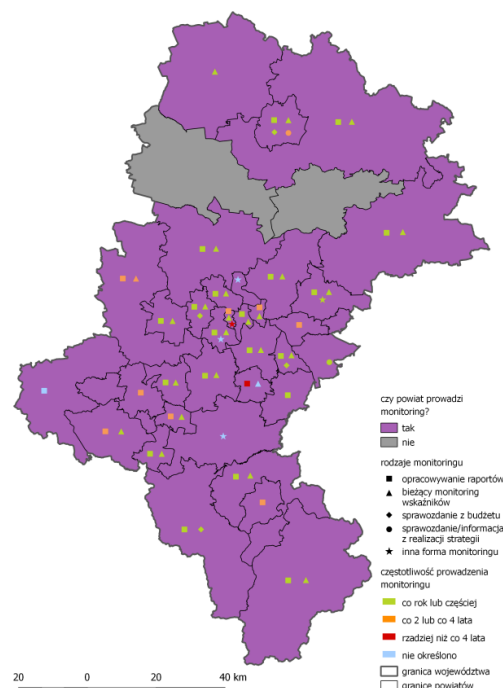 czy powiat prowadzi
monitoring?
tak
nie
rodzaje monitoringu
opracowywanie raportów
bieżący monitoring
wskaźników
sprawozdanie z budżetu
sprawozdanie/informacja
z realizacji strategii
inna forma monitoringu
częstotliwość prowadzenia
monitoringu
co rok lub częściej
co 2 lub co 4 lata
rzadziej niż co 4 lata
nie określono
granica województwa
granice powiatów
20 0 20 40 km